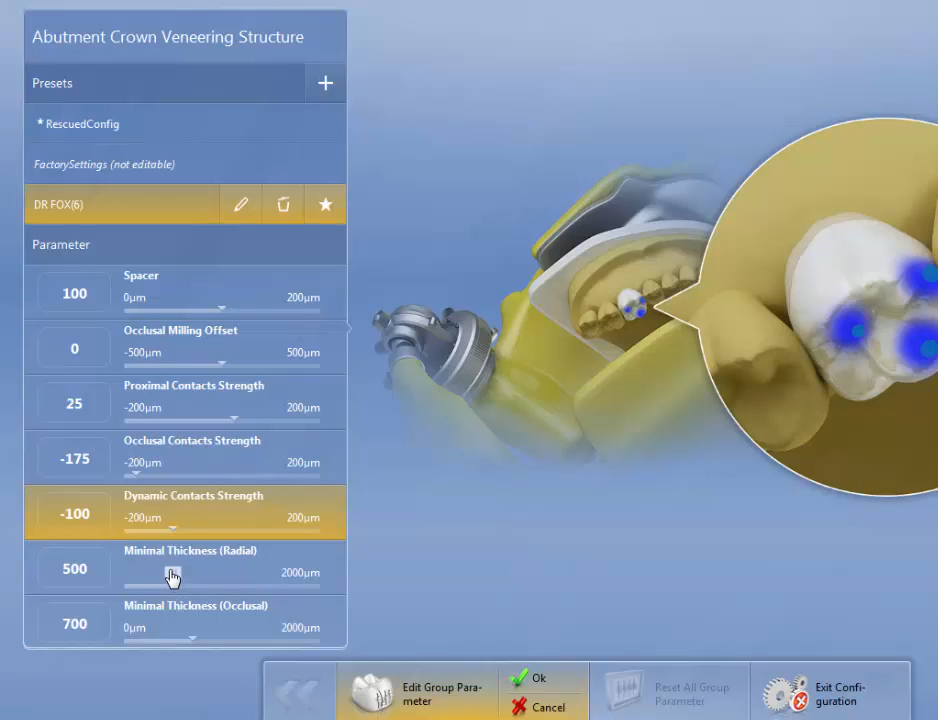 Abutment Crown Veneering Structure
Presets
* RescuedConfig
FactorySettings (not editable)
DR FOX(6)
Parameter
100
Spacer
0µm 200µm
0
Occlusal Milling Offset
-500µm 500µm
25
Proximal Contacts Strength
-200µm 200µm
-175
Occlusal Contacts Strength
-200µm 200µm
-100
Dynamic Contacts Strength
-200µm 200µm
500
Minimal Thickness (Radial)
2000µm
700
Minimal Thickness (Occlusal)
0µm 2000µm
Edit Group Para-
meter
Ok
Cancel
Reset All Group
Parameter
Exit Confi-
guration